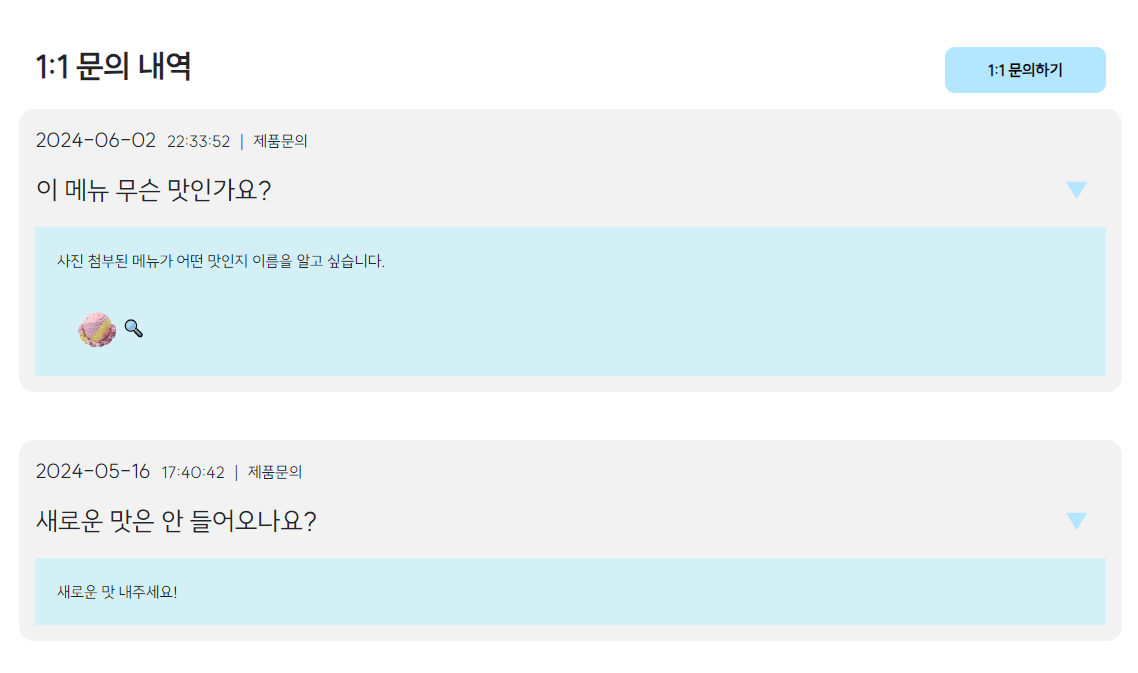 1:1 문의 내역
1:1 문의하기
2024-06-02 22:33:52 | 제품문의
이 메뉴 무슨 맛인가요?
사진 첨부된 메뉴가 어떤 맛인지 이름을 알고 싶습니다.
2024-05-16 17:40:42 | 제품문의
새로운 맛은 안 들어오나요?
새로운 맛 내주세요!